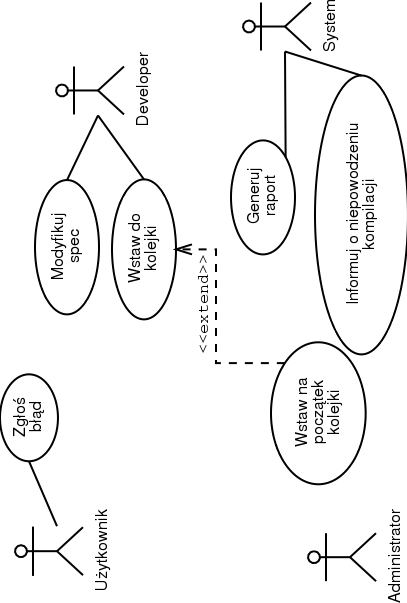 Zgłoś
błąd
Modyfikuj
spec
Użytkownik
Developer
Wstaw do
kolejki
<<extend>>
Generuj
raport
Wstaw na
początek
kolejki
System
Informuj o niepowodzeniu
kompilacji
Administrator